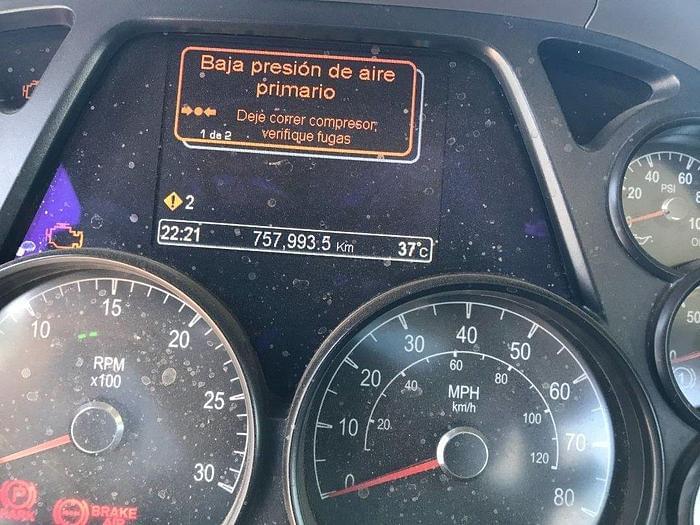 Baja presión de aire
primario
Deje correr compresor,
verifique fugas
1 de 2
2
22:21 757,993.5 Km 37°C
10 15 20 25 30
RPM
x100
0 10 20 30 40 50 60 70 80
20 40 60 80 100 120
MPH
km/h
0 20 40 60
PSI
50
P
PARK
BRAKE
AIR